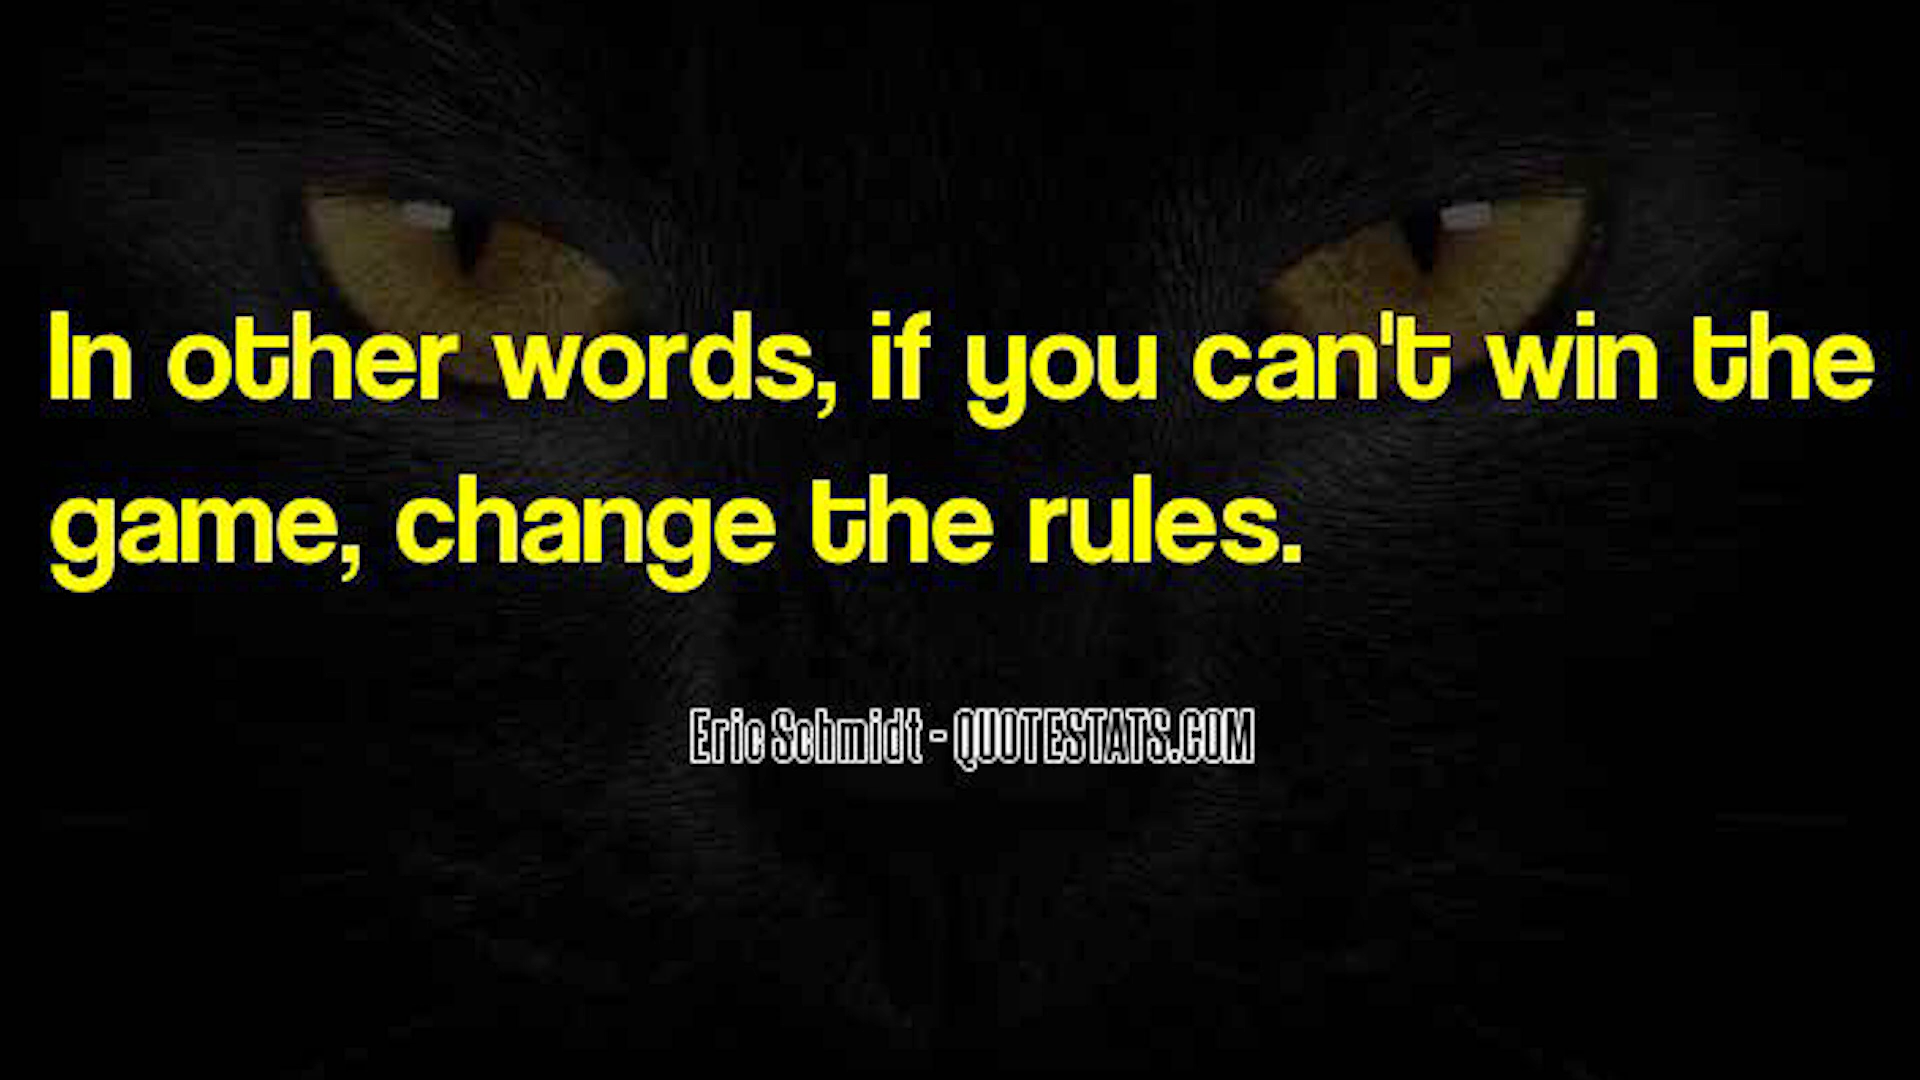 In other words, if you can't win the
game, change the rules.
Eric Schmidt - QUOTESTATS.COM